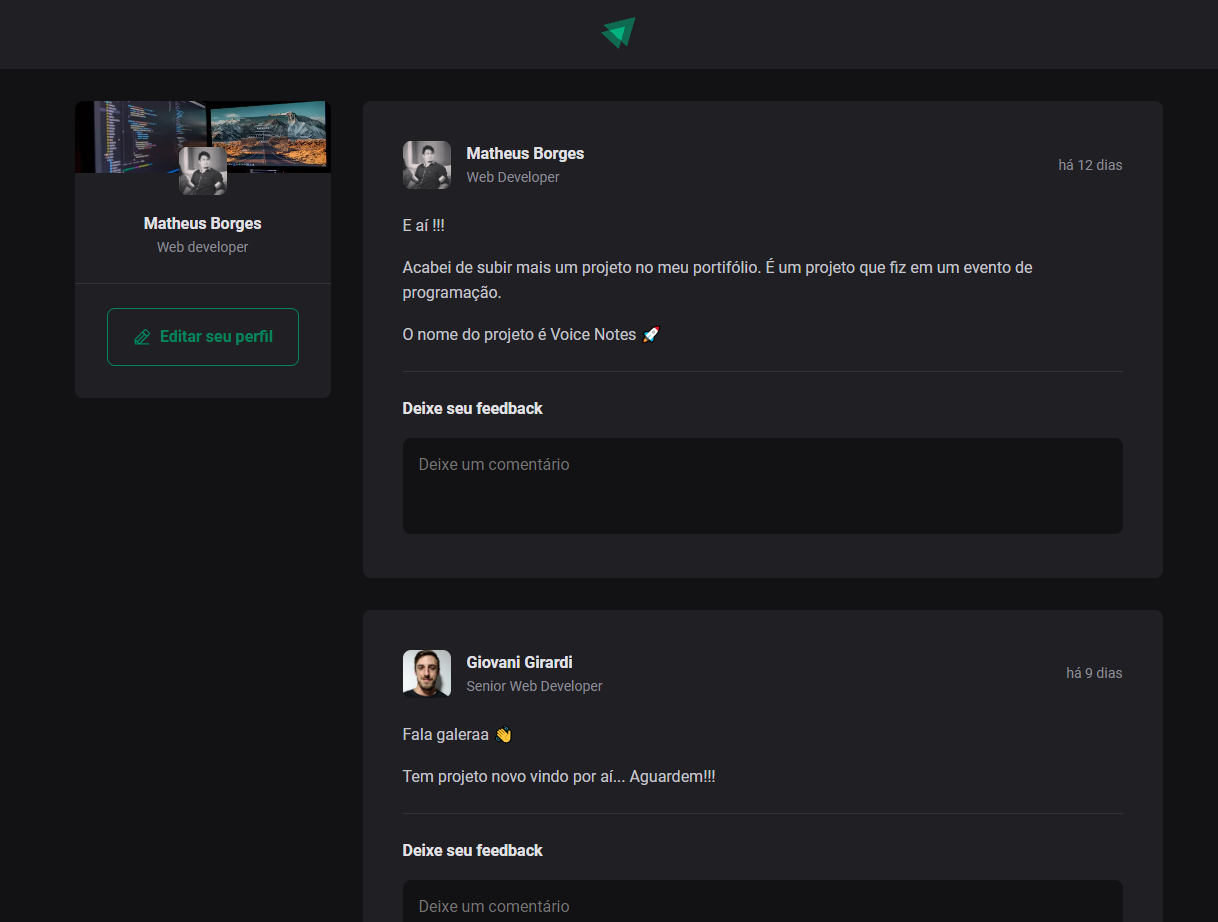 Matheus Borges
Web developer
Editar seu perfil
Matheus Borges
Web Developer
há 12 dias
E aí !!!
Acabei de subir mais um projeto no meu portifólio. É um projeto que fiz em um evento de
programação.
O nome do projeto é Voice Notes 🚀
Deixe seu feedback
Deixe um comentário
Giovani Girardi
Senior Web Developer
há 9 dias
Fala galeraa 👋
Tem projeto novo vindo por aí... Aguardem!!!
Deixe seu feedback
Deixe um comentário